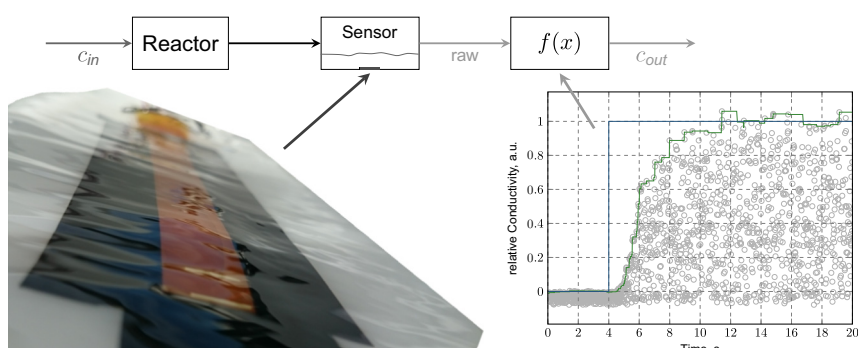 Reactor
Sensor
f(x)
c_in
raw
c_out
relative Conductivity, a.u.
1
0.8
0.6
0.4
0.2
0
0 2 4 6 8 10 12 14 16 18 20